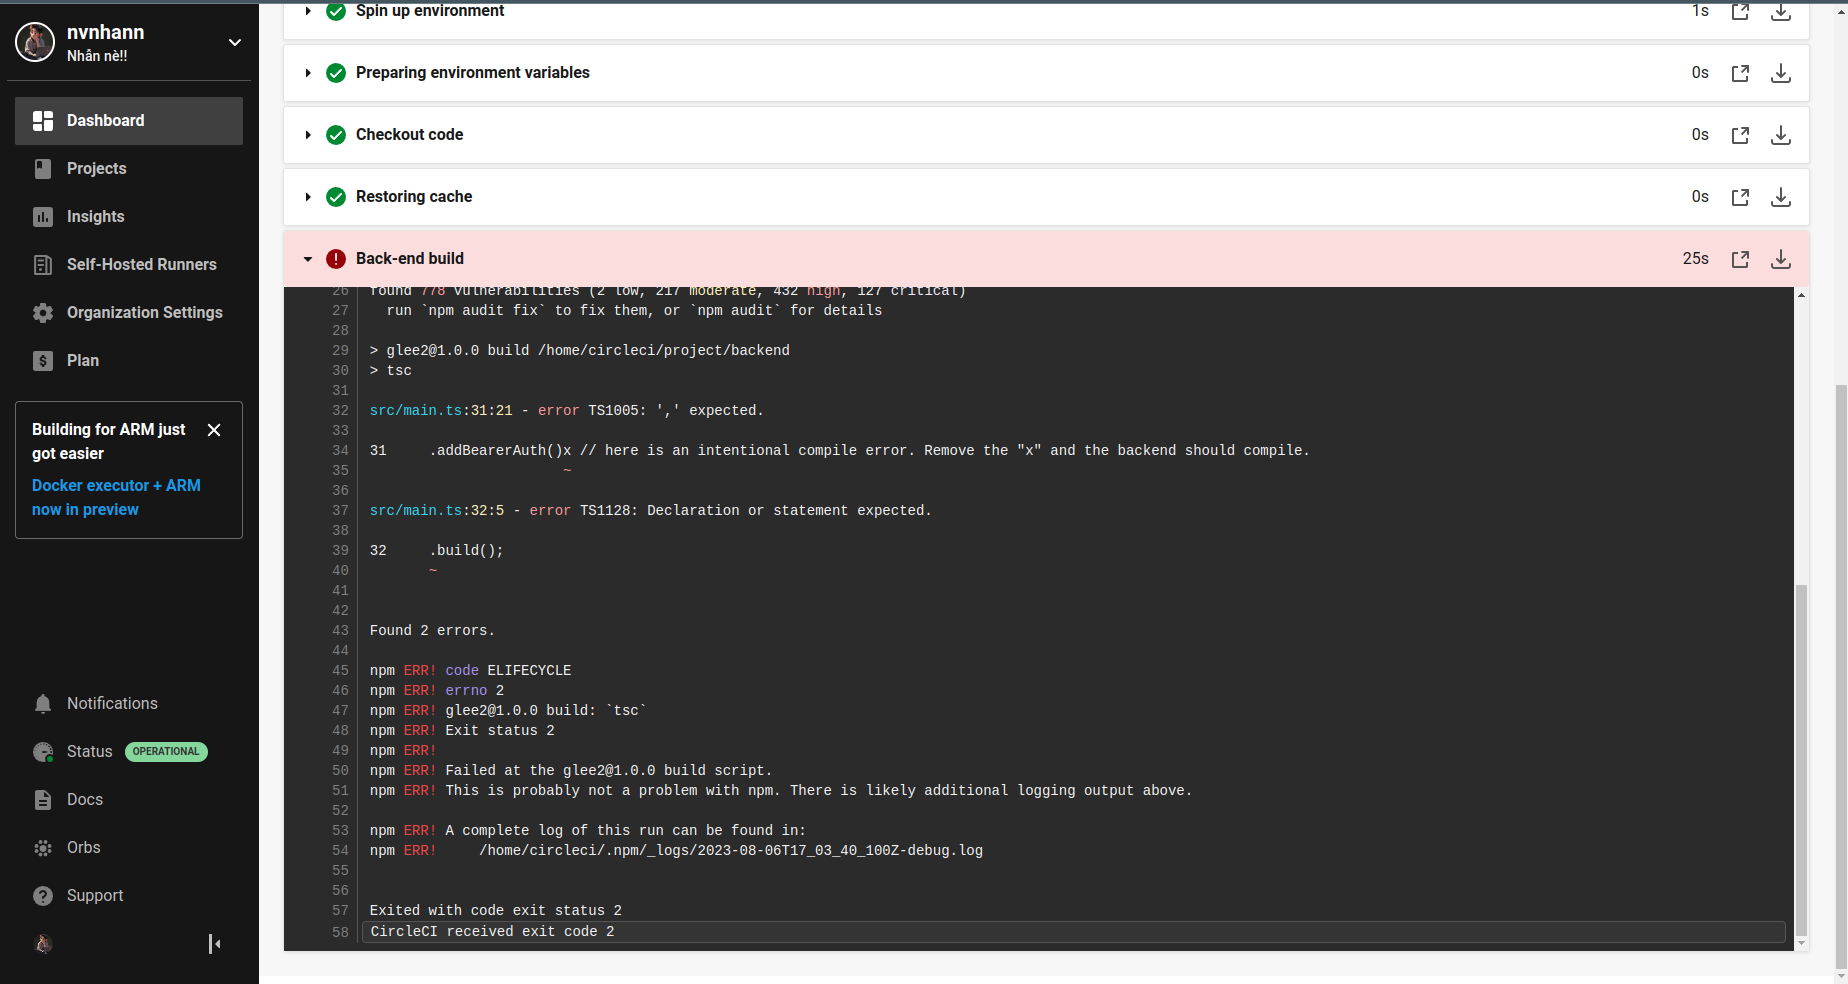 nvnhann
Nhẫn nè!!
Dashboard
Projects
Insights
Self-Hosted Runners
Organization Settings
Plan
Building for ARM just
got easier
Docker executor + ARM
now in preview
Notifications
Status OPERATIONAL
Docs
Orbs
Support
Spin up environment 1s
Preparing environment variables 0s
Checkout code 0s
Restoring cache 0s
Back-end build 25s
26 found 778 vulnerabilities (2 low, 217 moderate, 432 high, 127 critical)
27   run `npm audit fix` to fix them, or `npm audit` for details
28
29 > glee2@1.0.0 build /home/circleci/project/backend
30 > tsc
31
32 src/main.ts:31:21 - error TS1005: ',' expected.
33
34 31     .addBearerAuth()x // here is an intentional compile error. Remove the "x" and the backend should compile.
35                        ~
36
37 src/main.ts:32:5 - error TS1128: Declaration or statement expected.
38
39 32     .build();
40        ~
41
42
43 Found 2 errors.
44
45 npm ERR! code ELIFECYCLE
46 npm ERR! errno 2
47 npm ERR! glee2@1.0.0 build: `tsc`
48 npm ERR! Exit status 2
49 npm ERR!
50 npm ERR! Failed at the glee2@1.0.0 build script.
51 npm ERR! This is probably not a problem with npm. There is likely additional logging output above.
52
53 npm ERR! A complete log of this run can be found in:
54 npm ERR!     /home/circleci/.npm/_logs/2023-08-06T17_03_40_100Z-debug.log
55
56
57 Exited with code exit status 2
58 CircleCI received exit code 2